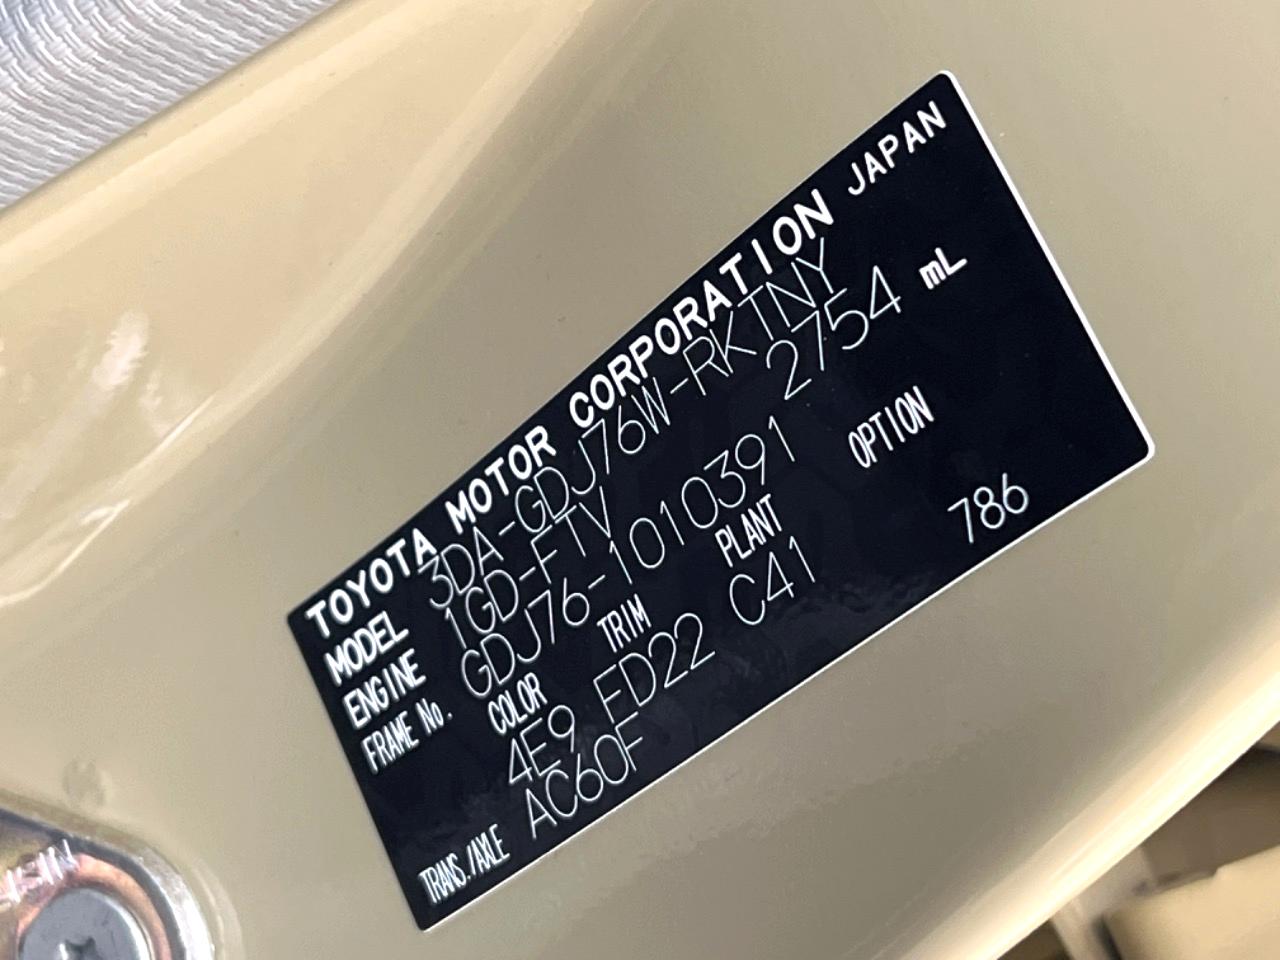 TOYOTA MOTOR CORPORATION JAPAN
MODEL 3DA-GDJ76W-RKTNY
ENGINE 1GD-FTV 2754 mL
FRAME No. GDJ76-1010391
COLOR TRIM PLANT OPTION
4E9 FD22 C41 786
TRANS./AXLE AC60F